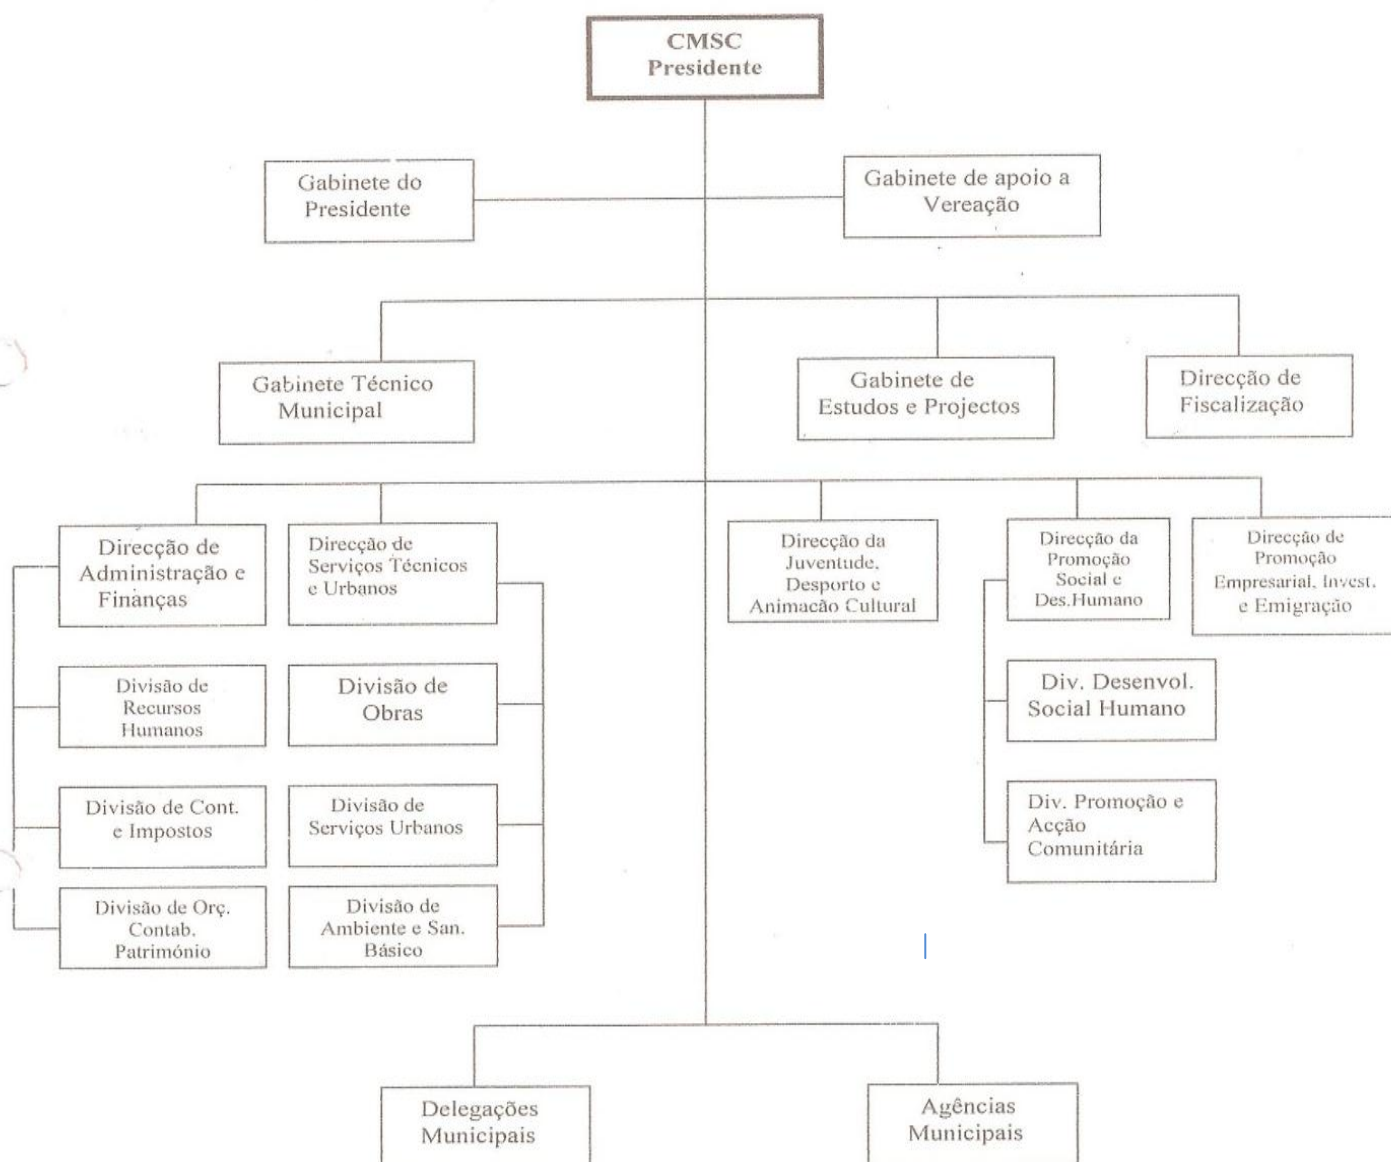 CMSC
Presidente
Gabinete do
Presidente
Gabinete de apoio a
Vereação
Gabinete Técnico
Municipal
Gabinete de
Estudos e Projectos
Direcção de
Fiscalização
Direcção de
Administração e
Finanças
Direcção de
Serviços Técnicos
e Urbanos
Direcção da
Juventude,
Desporto e
Animacão Cultural
Direcção da
Promoção
Social e
Des.Humano
Direcção de
Promoção
Empresarial, Invest.
e Emigração
Divisão de
Recursos
Humanos
Divisão de
Obras
Div. Desenvol.
Social Humano
Divisão de Cont.
e Impostos
Divisão de
Serviços Urbanos
Div. Promoção e
Acção
Comunitária
Divisão de Orç.
Contab.
Património
Divisão de
Ambiente e San.
Básico
Delegações
Municipais
Agências
Municipais